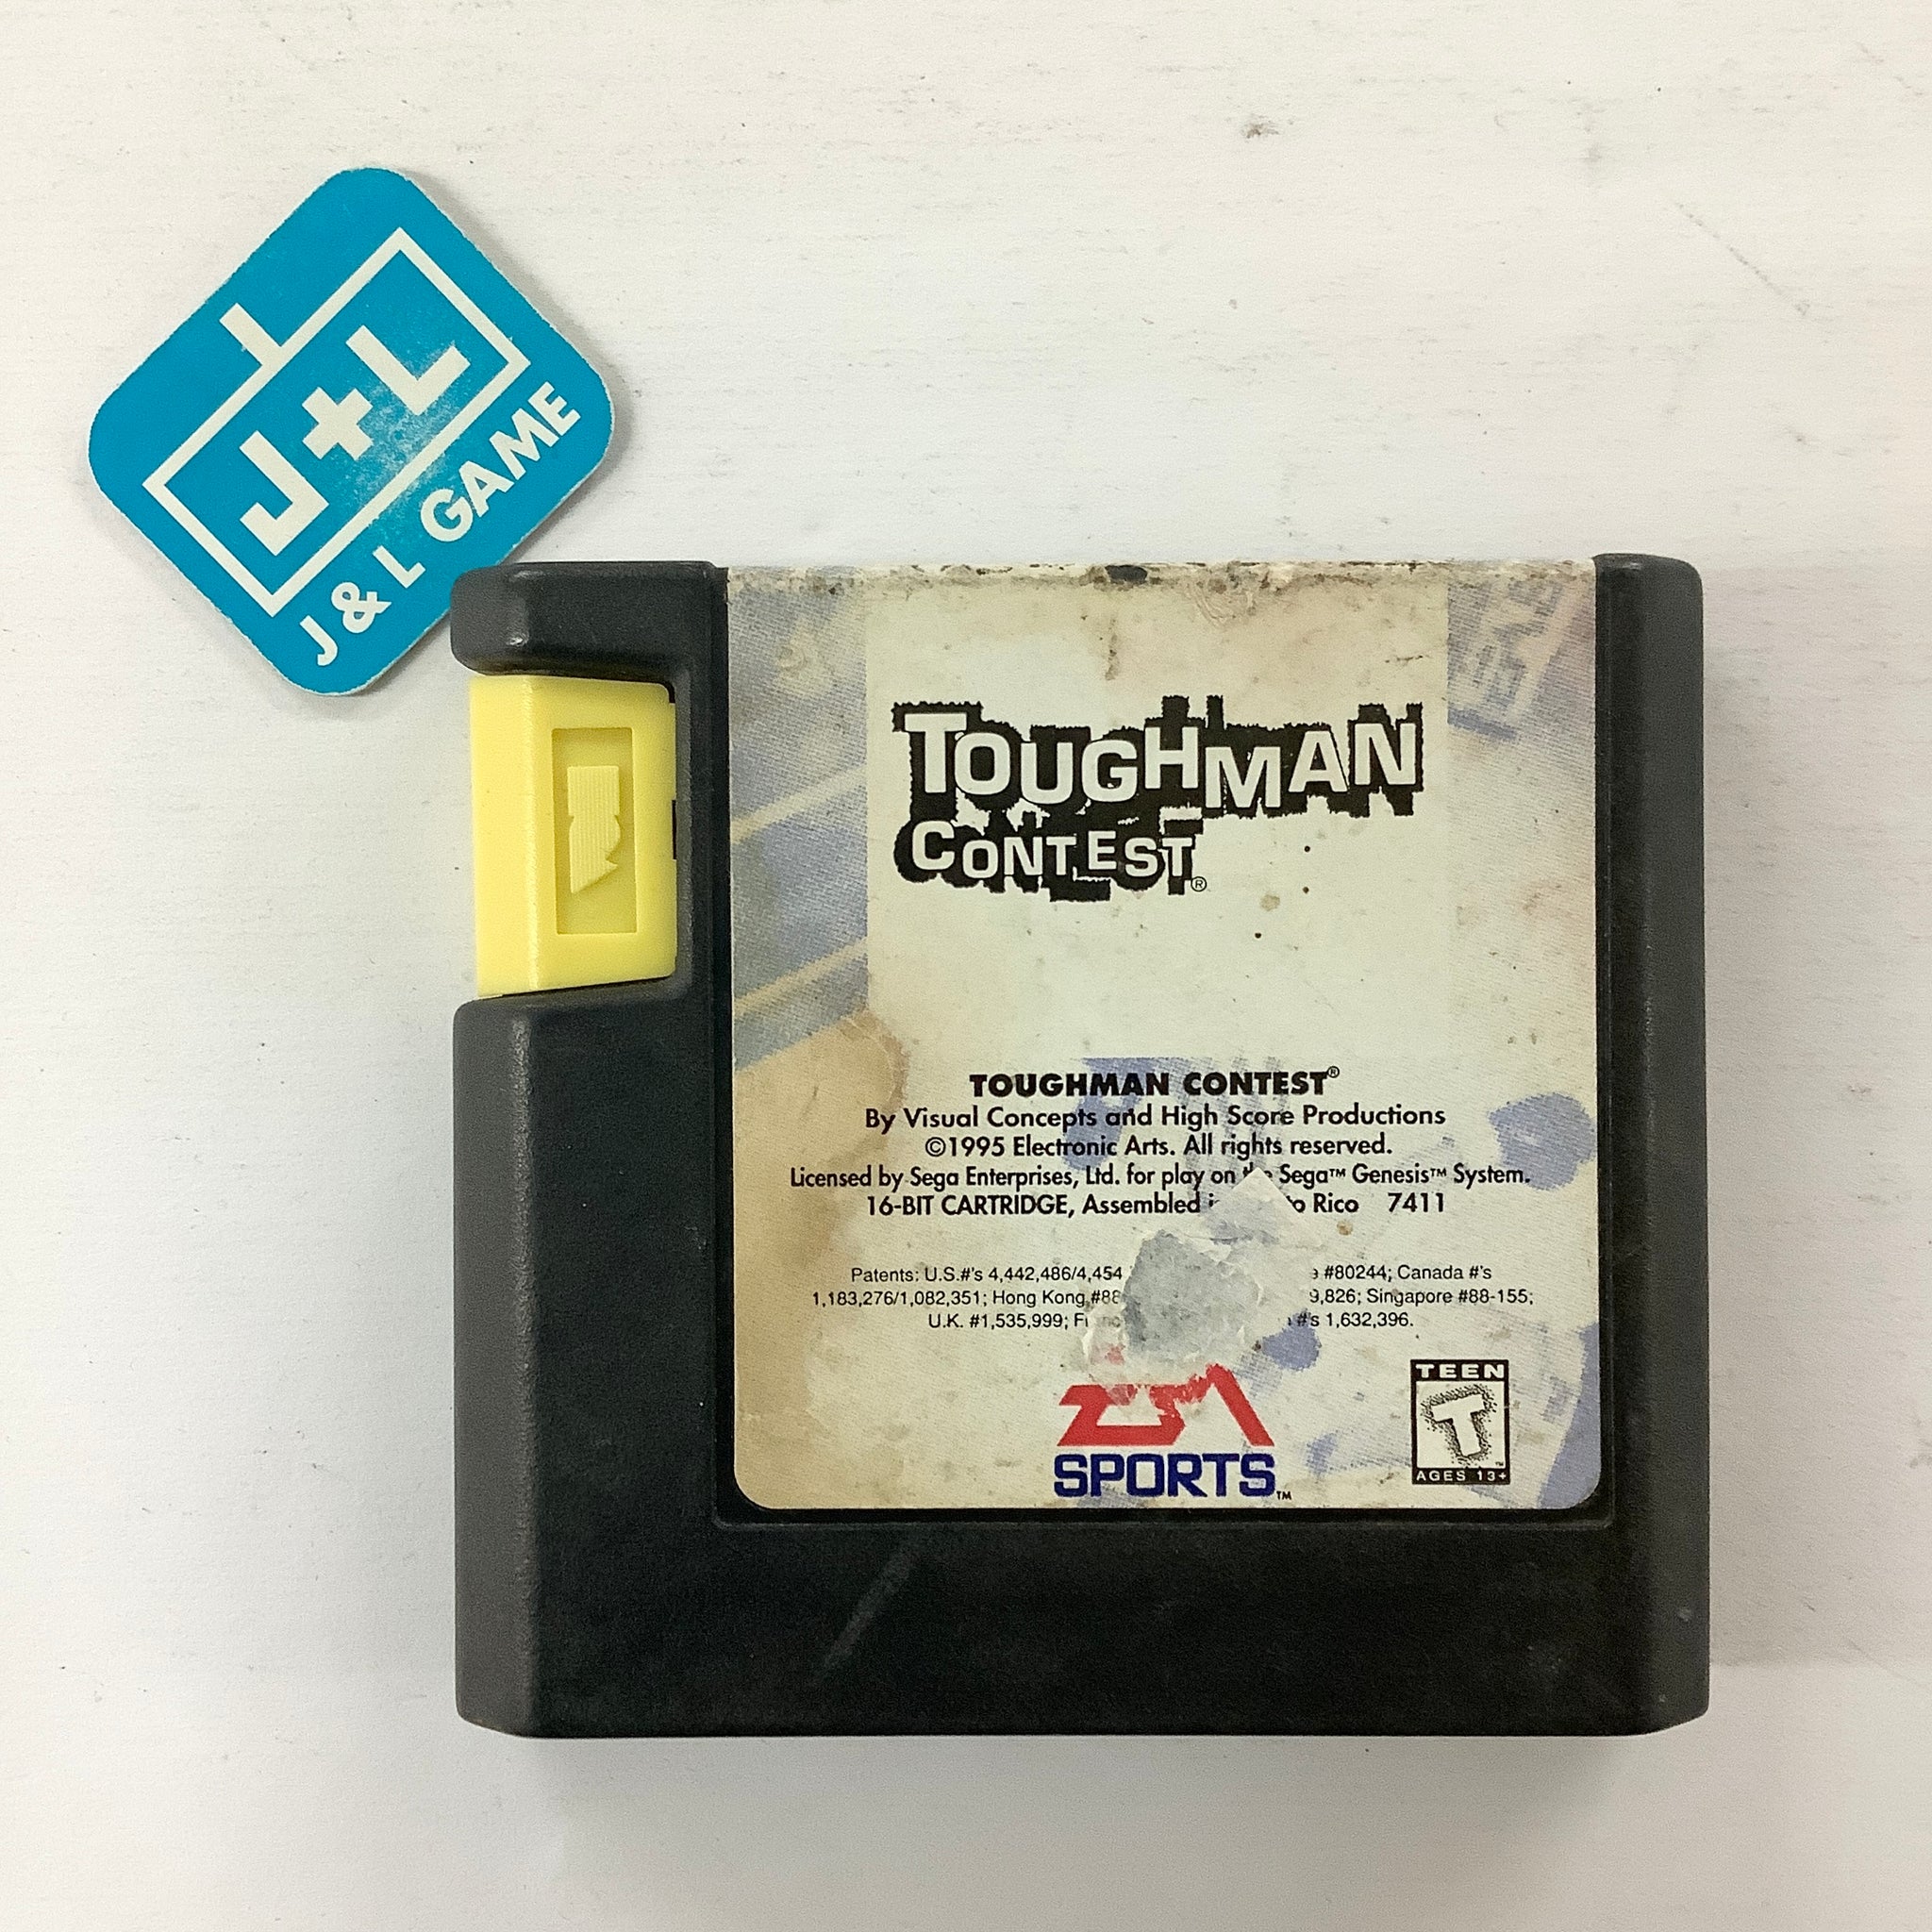 J+L
J & L GAME
TOUGHMAN
CONTEST®
TOUGHMAN CONTEST®
By Visual Concepts and High Score Productions
©1995 Electronic Arts. All rights reserved.
Licensed by Sega Enterprises, Ltd. for play on the Sega™ Genesis™ System.
16-BIT CARTRIDGE, Assembled Rico 7411
Patents: U.S.#'s 4,442,486/4,454 #80244; Canada #'s
1,183,276/1,082,351; Hong Kong #88 9,826; Singapore #88-155;
U.K. #1,535,999; #'s 1,632,396.
EA
SPORTS™
TEEN
T
AGES 13+